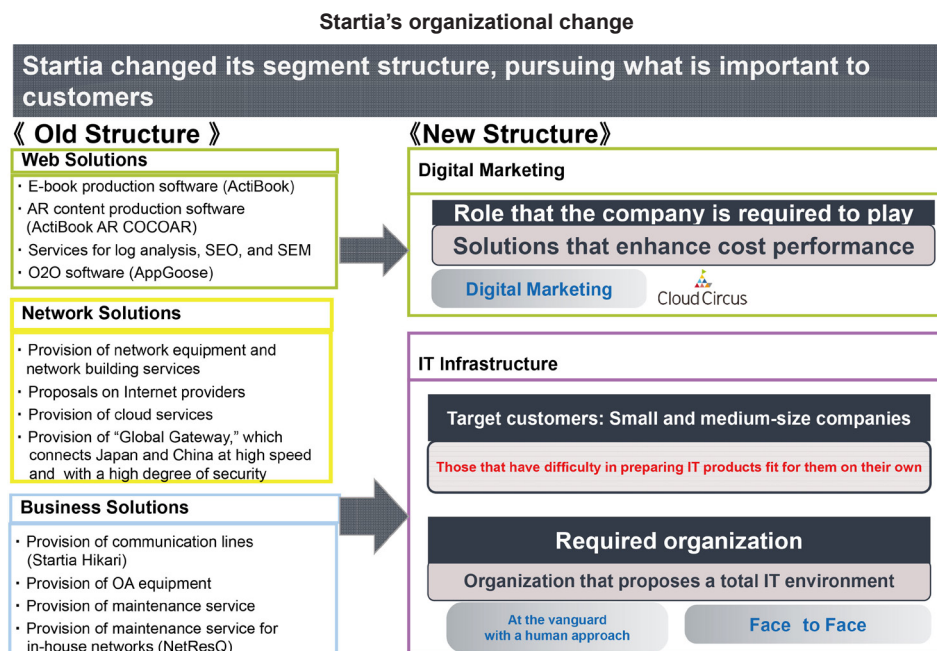 Startia’s organizational change
Startia changed its segment structure, pursuing what is important to
customers
《 Old Structure 》
Web Solutions
・ E-book production software (ActiBook)
・ AR content production software
(ActiBook AR COCOAR)
・ Services for log analysis, SEO, and SEM
・ O2O software (AppGoose)
Network Solutions
・ Provision of network equipment and
network building services
・ Proposals on Internet providers
・ Provision of cloud services
・ Provision of “Global Gateway,” which
connects Japan and China at high speed
and with a high degree of security
Business Solutions
・ Provision of communication lines
(Startia Hikari)
・ Provision of OA equipment
・ Provision of maintenance service
・ Provision of maintenance service for
in-house networks (NetResQ)
《New Structure》
Digital Marketing
Role that the company is required to play
Solutions that enhance cost performance
Digital Marketing
Cloud Circus
IT Infrastructure
Target customers: Small and medium-size companies
Those that have difficulty in preparing IT products fit for them on their own
Required organization
Organization that proposes a total IT environment
At the vanguard
with a human approach
Face to Face